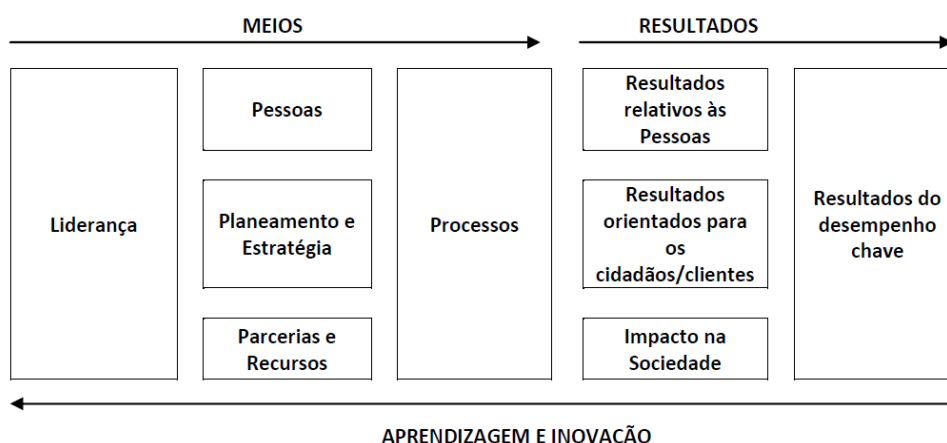 MEIOS
RESULTADOS
Liderança
Pessoas
Planeamento e
Estratégia
Parcerias e
Recursos
Processos
Resultados
relativos às
Pessoas
Resultados
orientados para
os
cidadãos/clientes
Impacto na
Sociedade
Resultados do
desempenho
chave
APRENDIZAGEM E INOVAÇÃO